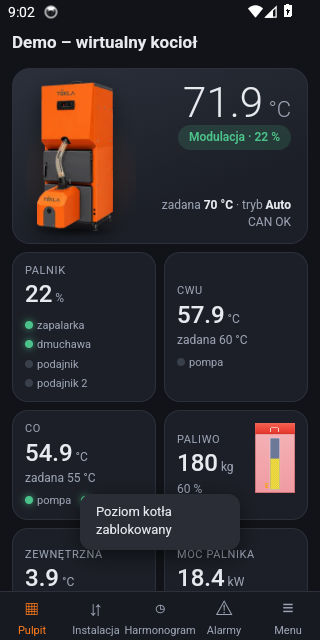 9:02
Demo – wirtualny kocioł
71.9 °C
Modulacja · 22 %
zadana 70 °C · tryb Auto
CAN OK
PALNIK
22 %
zapalarka
dmuchawa
podajnik
podajnik 2
CWU
57.9 °C
zadana 60 °C
pompa
CO
54.9 °C
zadana 55 °C
pompa
PALIWO
180 kg
60 %
Poziom kotła
zablokowany
ZEWNĘTRZNA
3.9 °C
MOC PALNIKA
18.4 kW
Pulpit
Instalacja
Harmonogram
Alarmy
Menu